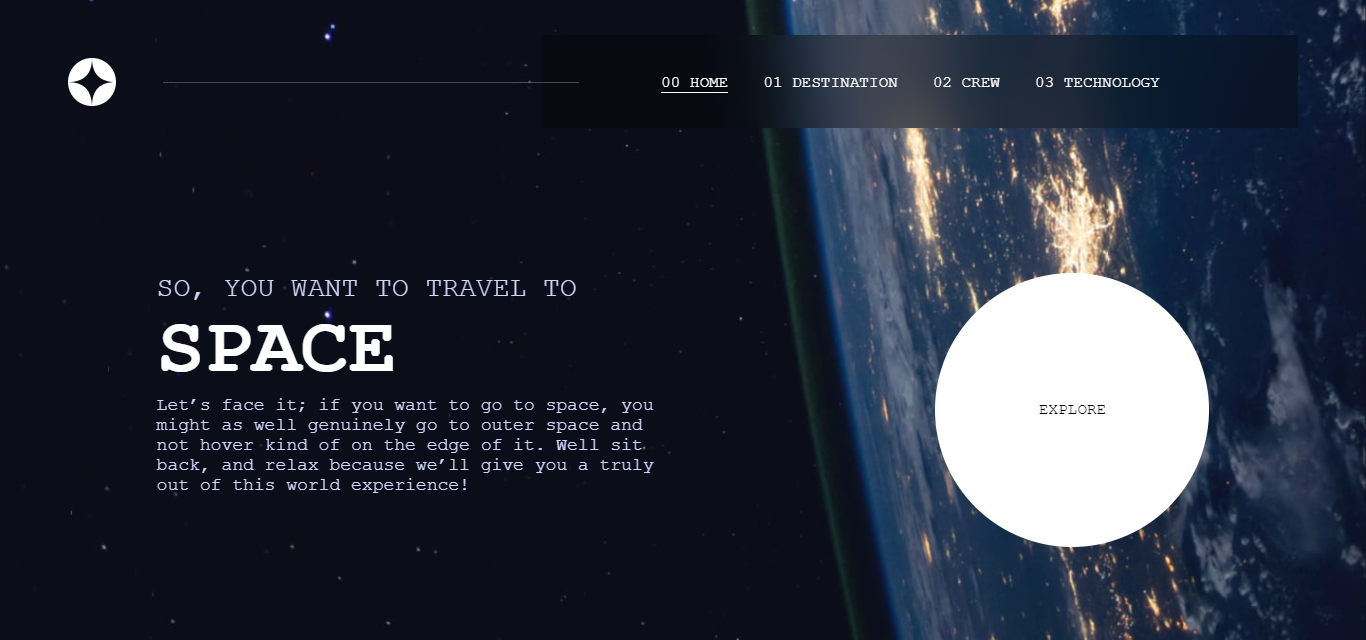 00 HOME 01 DESTINATION 02 CREW 03 TECHNOLOGY
SO, YOU WANT TO TRAVEL TO
SPACE
Let’s face it; if you want to go to space, you
might as well genuinely go to outer space and
not hover kind of on the edge of it. Well sit
back, and relax because we’ll give you a truly
out of this world experience!
EXPLORE